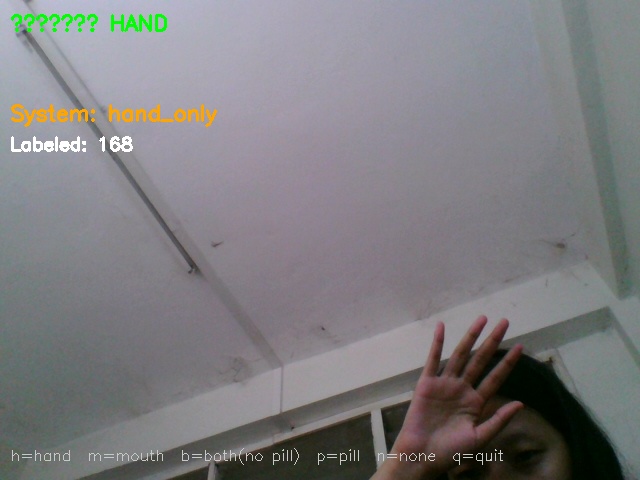 ??????? HAND
System: hand_only
Labeled: 168
h=hand m=mouth b=both(no pill) p=pill n=none q=quit